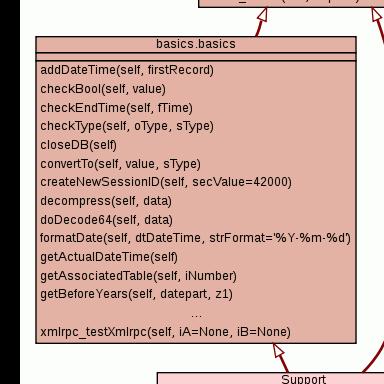 basics.basics
addDateTime(self, firstRecord)
checkBool(self, value)
checkEndTime(self, fTime)
checkType(self, oType, sType)
closeDB(self)
convertTo(self, value, sType)
createNewSessionID(self, secValue=42000)
decompress(self, data)
doDecode64(self, data)
formatDate(self, dtDateTime, strFormat='%Y-%m-%d')
getActualDateTime(self)
getAssociatedTable(self, iNumber)
getBeforeYears(self, datepart, z1)
...
xmlrpc_testXmlrpc(self, iA=None, iB=None)
Support